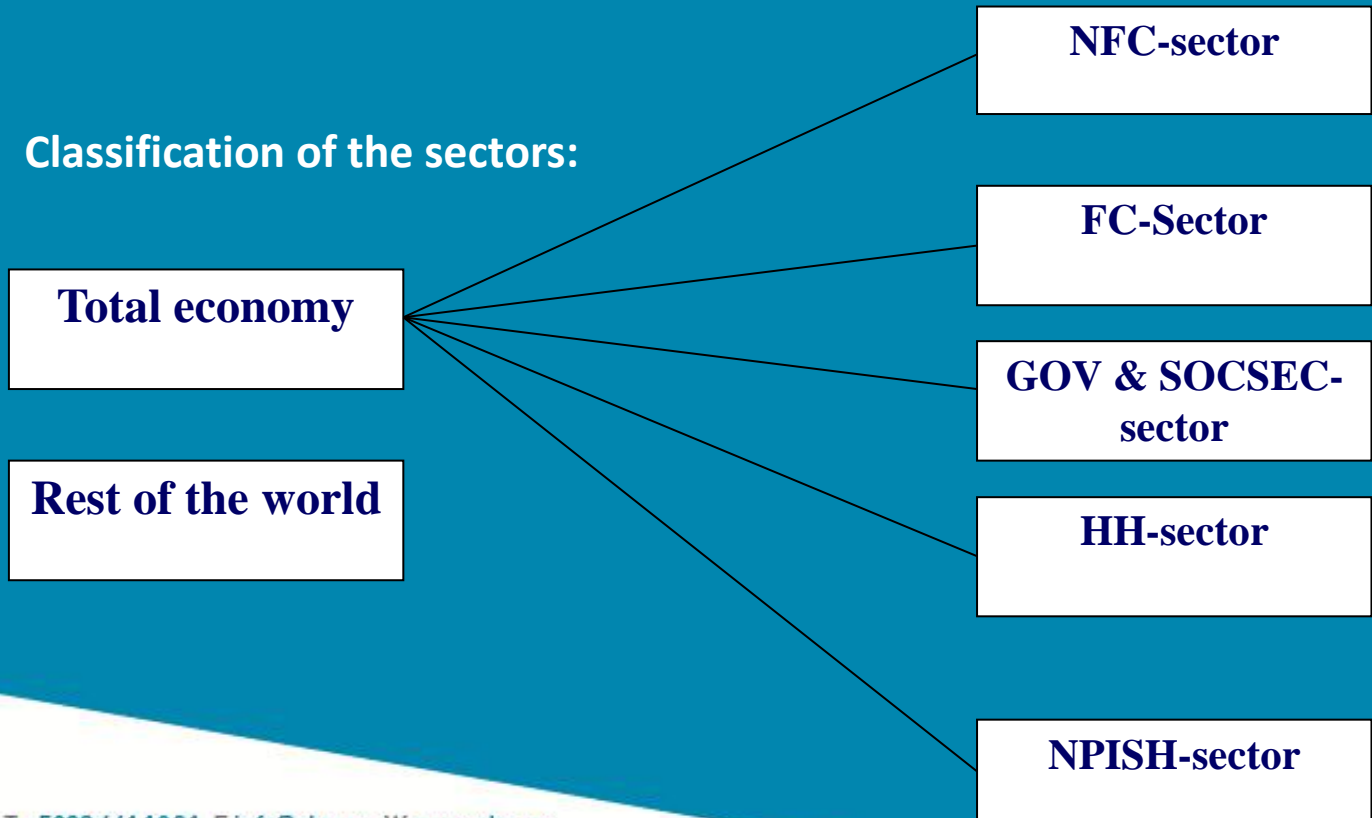 Classification of the sectors:
Total economy
Rest of the world
NFC-sector
FC-Sector
GOV & SOCSEC-
sector
HH-sector
NPISH-sector